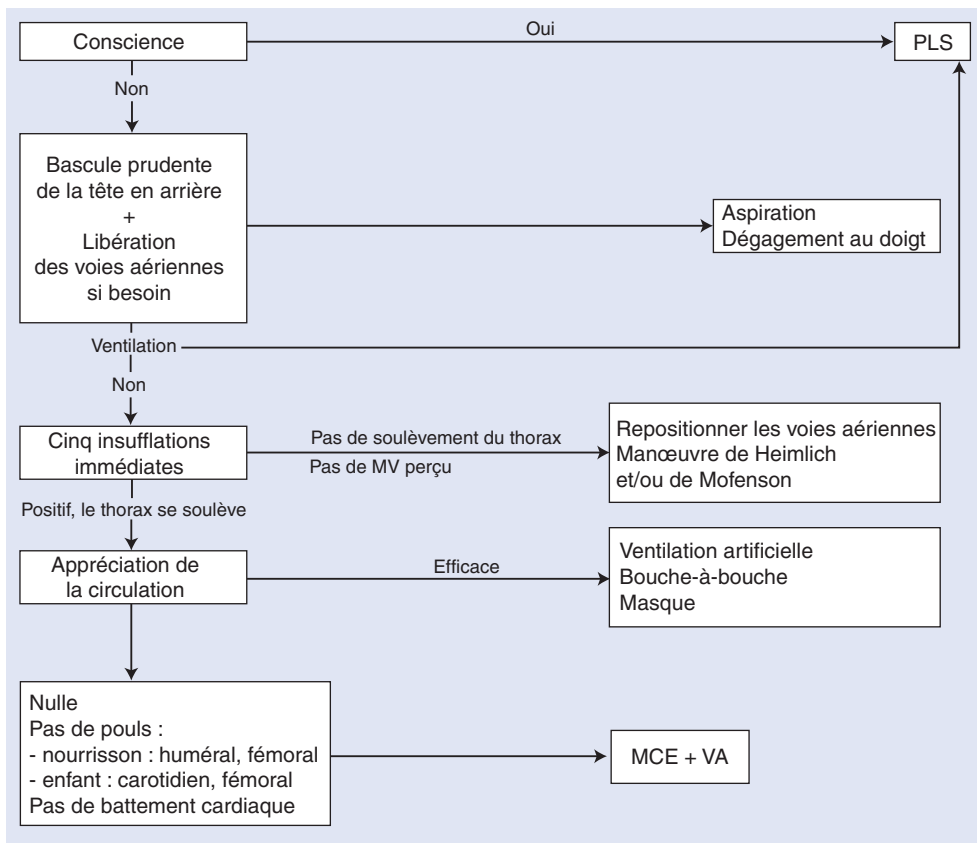 Conscience
Oui
PLS
Non
Bascule prudente
de la tête en arrière
+
Libération
des voies aériennes
si besoin
Aspiration
Dégagement au doigt
Ventilation
Non
Cinq insufflations
immédiates
Pas de soulèvement du thorax
Pas de MV perçu
Repositionner les voies aériennes
Manœuvre de Heimlich
et/ou de Mofenson
Positif, le thorax se soulève
Appréciation de
la circulation
Efficace
Ventilation artificielle
Bouche-à-bouche
Masque
Nulle
Pas de pouls :
- nourrisson : huméral, fémoral
- enfant : carotidien, fémoral
Pas de battement cardiaque
MCE + VA